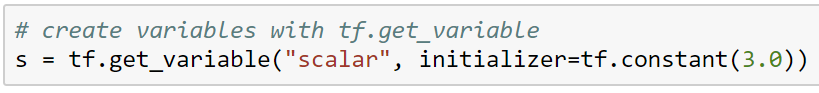 # create variables with tf.get_variable
s = tf.get_variable("scalar", initializer=tf.constant(3.0))